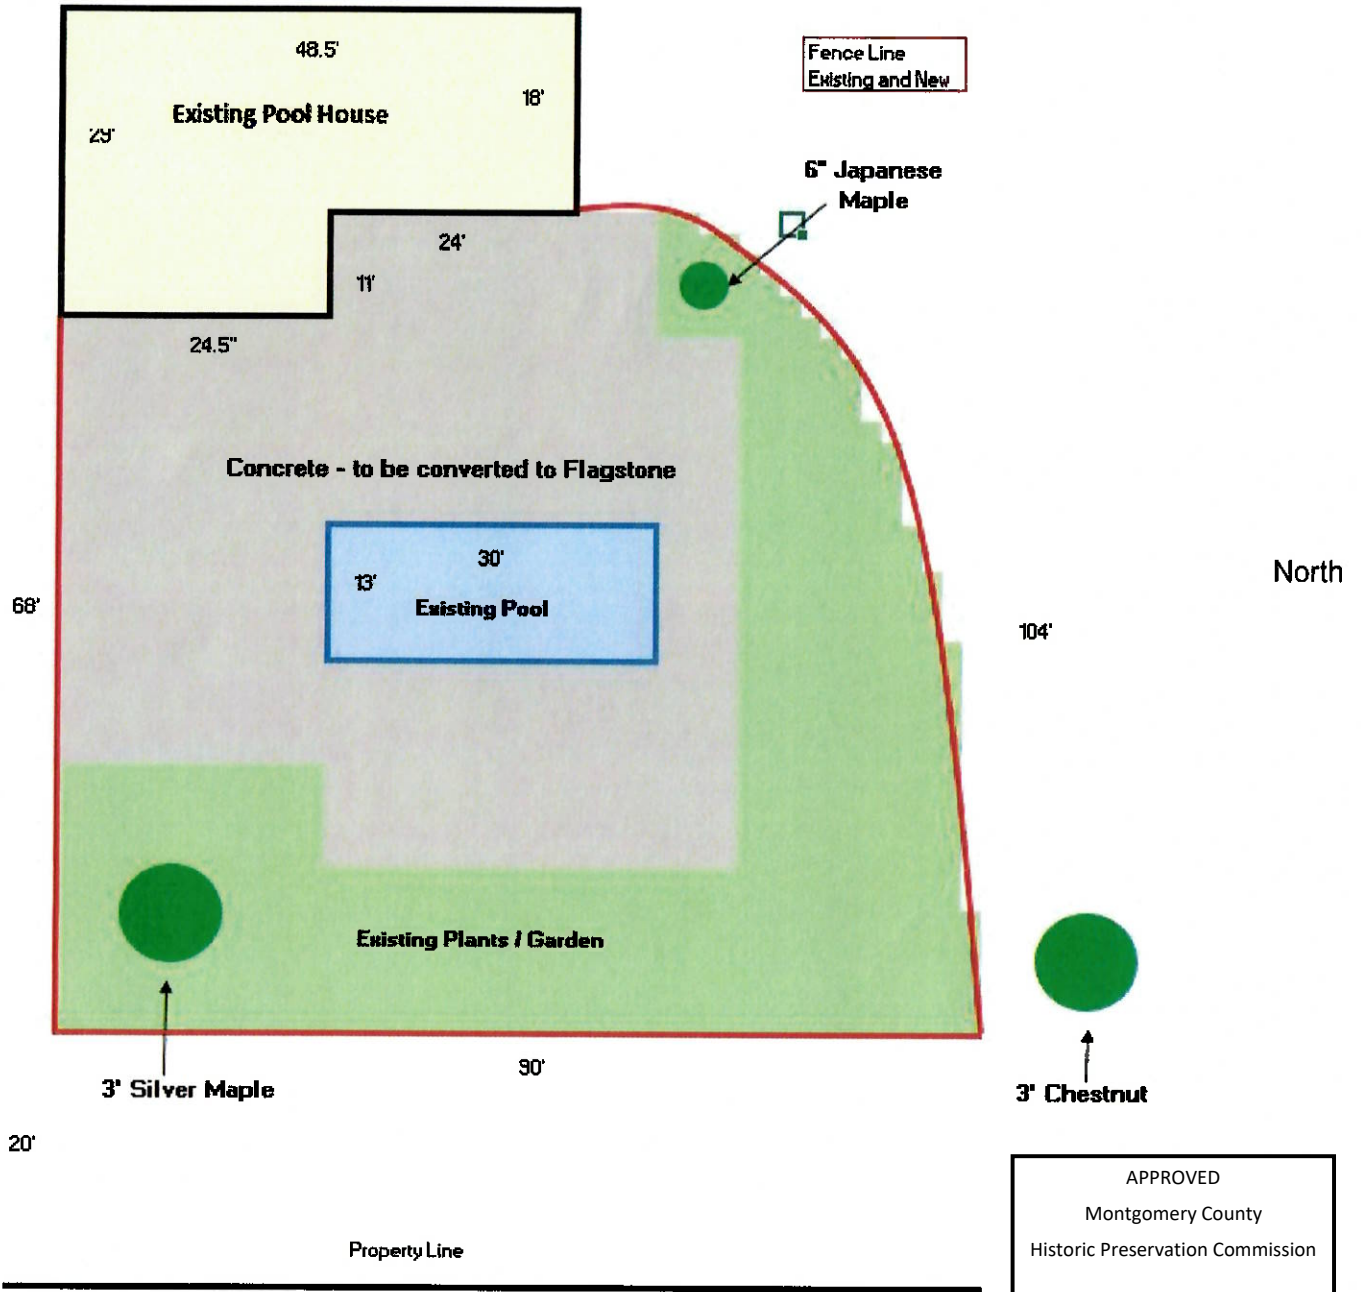 48.5'
Fence Line
Existing and New
18'
Existing Pool House
29'
6" Japanese
Maple
24'
11'
24.5"
Concrete - to be converted to Flagstone
30'
13'
Existing Pool
North
68'
104'
Existing Plants / Garden
90'
3' Silver Maple
3' Chestnut
20'
APPROVED
Montgomery County
Historic Preservation Commission
Property Line